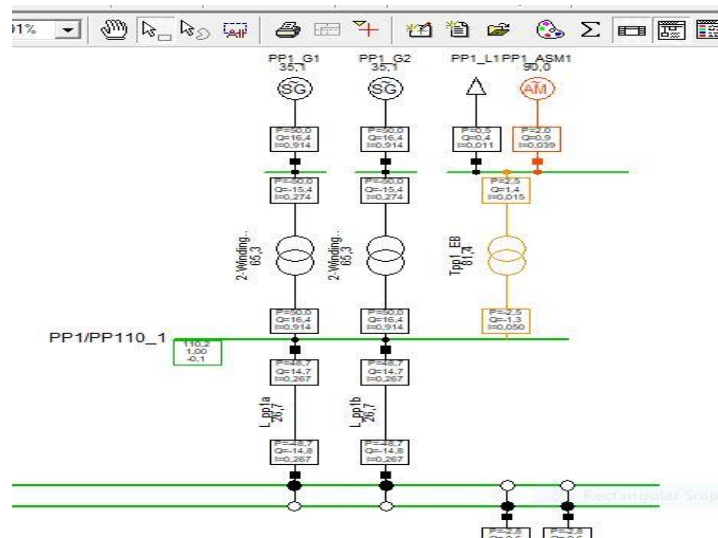 01%
PP1_G1
35,1
PP1_G2
35,1
PP1_L1
PP1_ASM1
90,0
SG
SG
AM
P=50,0
Q=16,4
I=0,914
P=50,0
Q=16,4
I=0,914
P=0,5
Q=0,4
I=0,011
P=2,0
Q=0,9
I=0,039
P=-50,0
Q=-15,4
I=0,274
P=-50,0
Q=-15,4
I=0,274
P=2,5
Q=1,4
I=0,015
2-Winding..
65,3
2-Winding..
65,3
Tpp1_EB
81,4
P=50,0
Q=16,4
I=0,914
P=50,0
Q=16,4
I=0,914
P=-2,5
Q=-1,3
I=0,050
PP1/PP110_1
110,2
1,00
-0,1
P=48,7
Q=14,7
I=0,267
P=48,7
Q=14,7
I=0,267
L_pp1a
26,7
L_pp1b
26,7
P=-48,7
Q=-14,8
I=0,267
P=-48,7
Q=-14,8
I=0,267
Rectangular Snip
P=-2,8
P=-2,8